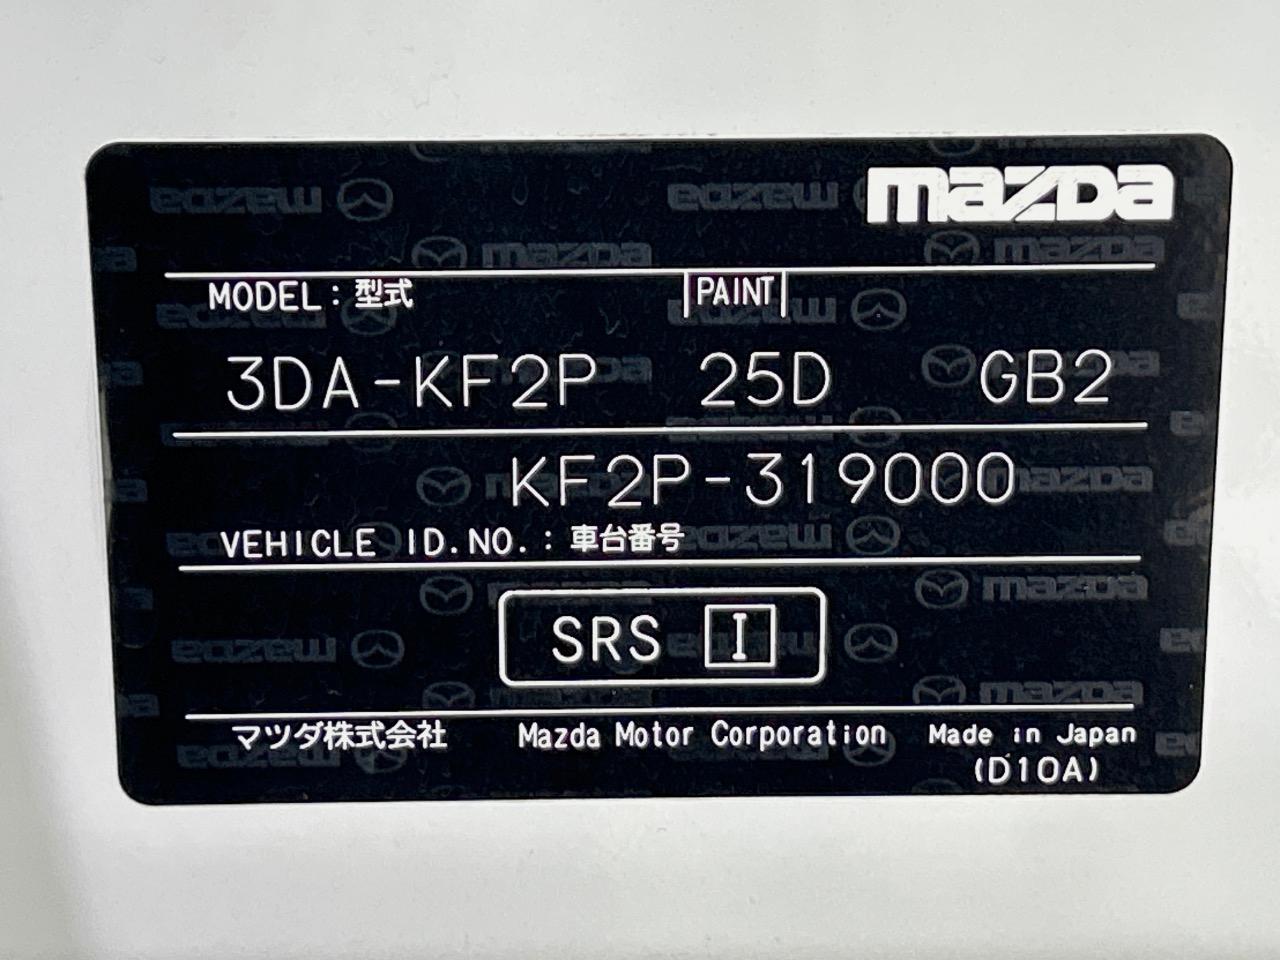 mazda
MODEL : 型式 PAINT
3DA-KF2P 25D GB2
KF2P-319000
VEHICLE ID.NO. : 車台番号
SRS I
マツダ株式会社 Mazda Motor Corporation Made in Japan
(D10A)